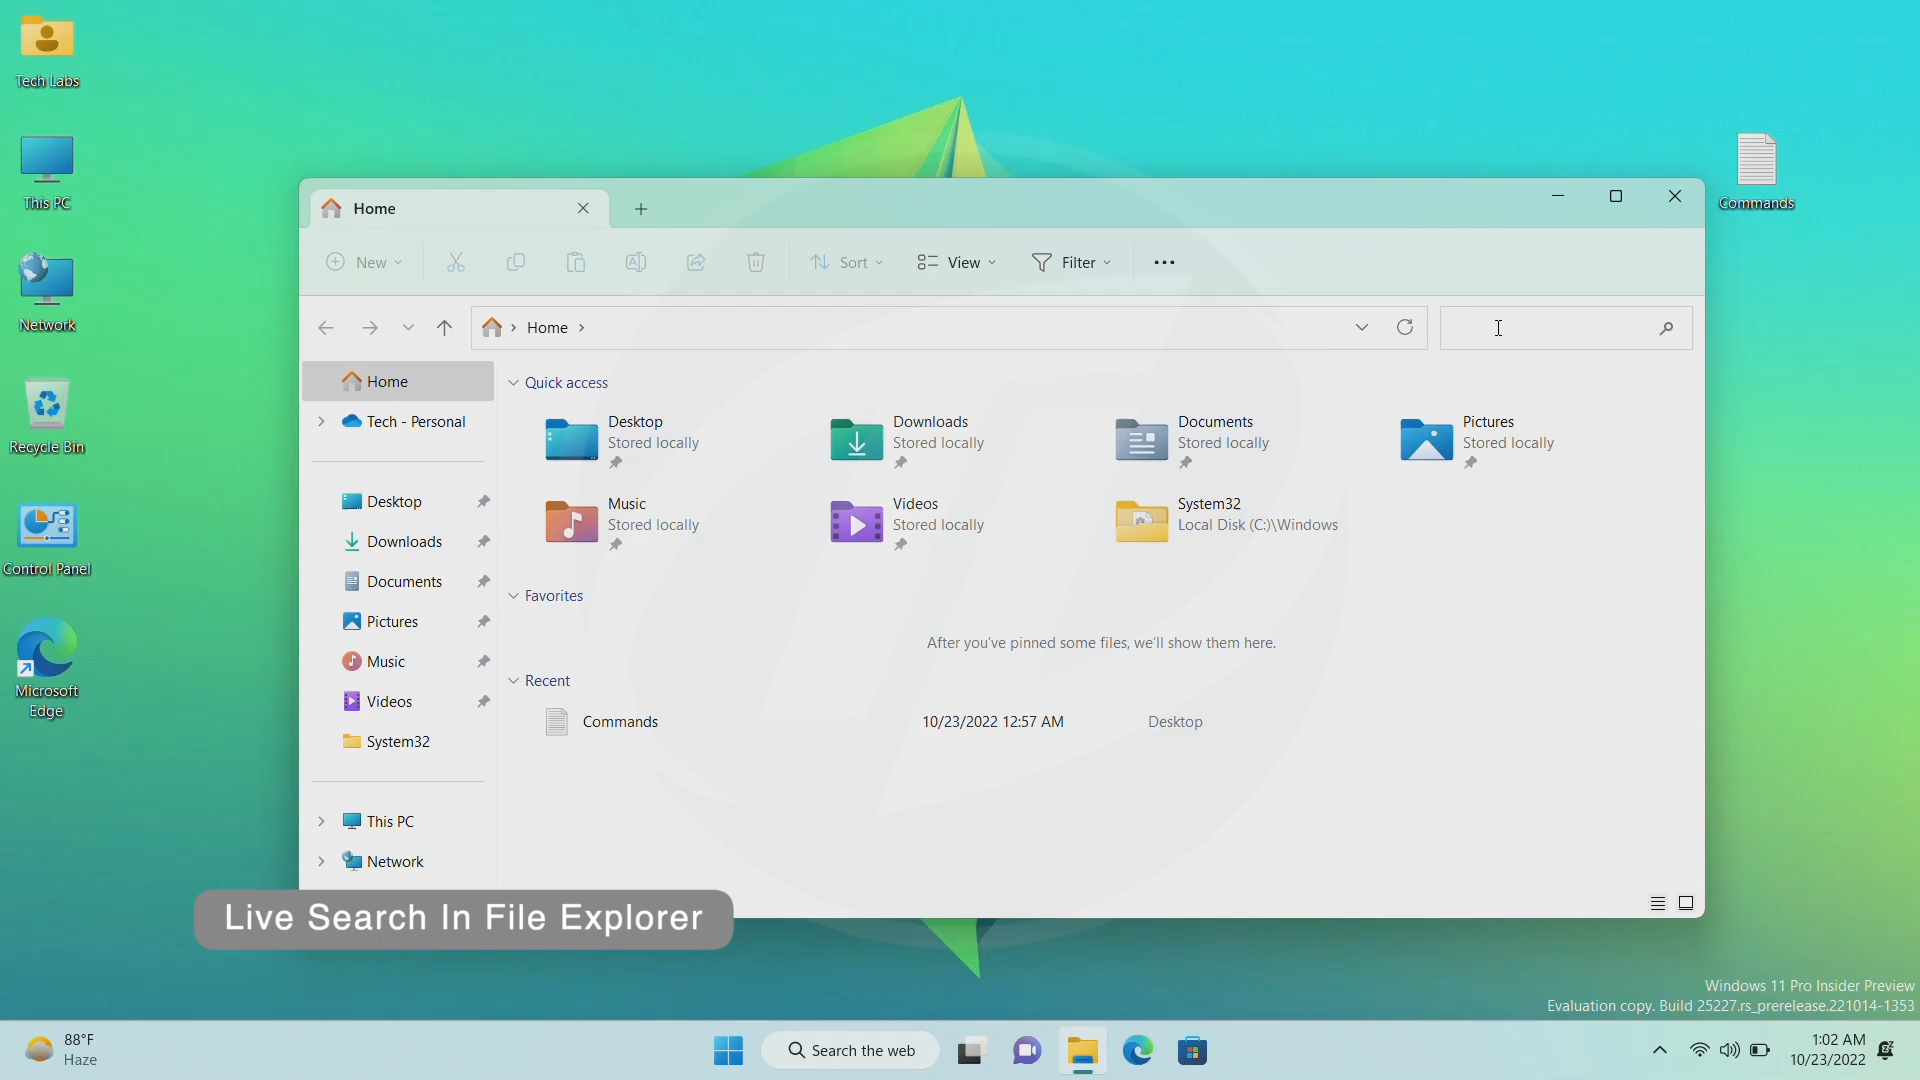 Tech Labs
This PC
Network
Recycle Bin
Control Panel
Microsoft
Edge
Commands
Home
New
Sort
View
Filter
Home
Home
Tech - Personal
Desktop
Downloads
Documents
Pictures
Music
Videos
System32
This PC
Network
Quick access
Desktop
Stored locally
Downloads
Stored locally
Documents
Stored locally
Pictures
Stored locally
Music
Stored locally
Videos
Stored locally
System32
Local Disk (C:)\Windows
Favorites
After you've pinned some files, we'll show them here.
Recent
Commands 10/23/2022 12:57 AM Desktop
Live Search In File Explorer
Windows 11 Pro Insider Preview
Evaluation copy. Build 25227.rs_prerelease.221014-1353
88°F
Haze
Search the web
1:02 AM
10/23/2022